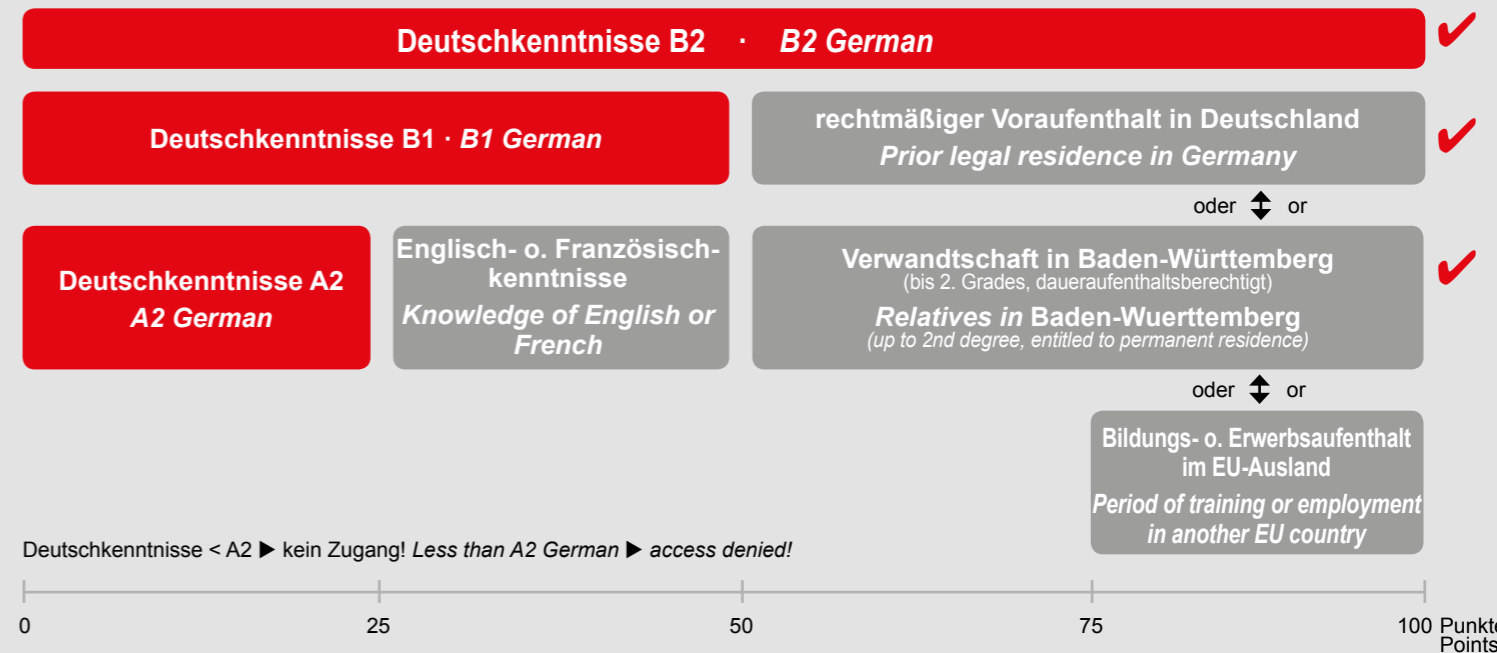 Deutschkenntnisse B2 · B2 German
Deutschkenntnisse B1 · B1 German
rechtmäßiger Voraufenthalt in Deutschland
Prior legal residence in Germany
oder or
Deutschkenntnisse A2
A2 German
Englisch- o. Französisch-
kenntnisse
Knowledge of English or
French
Verwandtschaft in Baden-Württemberg
(bis 2. Grades, daueraufenthaltsberechtigt)
Relatives in Baden-Wuerttemberg
(up to 2nd degree, entitled to permanent residence)
oder or
Bildungs- o. Erwerbsaufenthalt
im EU-Ausland
Period of training or employment
in another EU country
Deutschkenntnisse < A2 ▶ kein Zugang! Less than A2 German ▶ access denied!
0 25 50 75 100 Punkte
Points